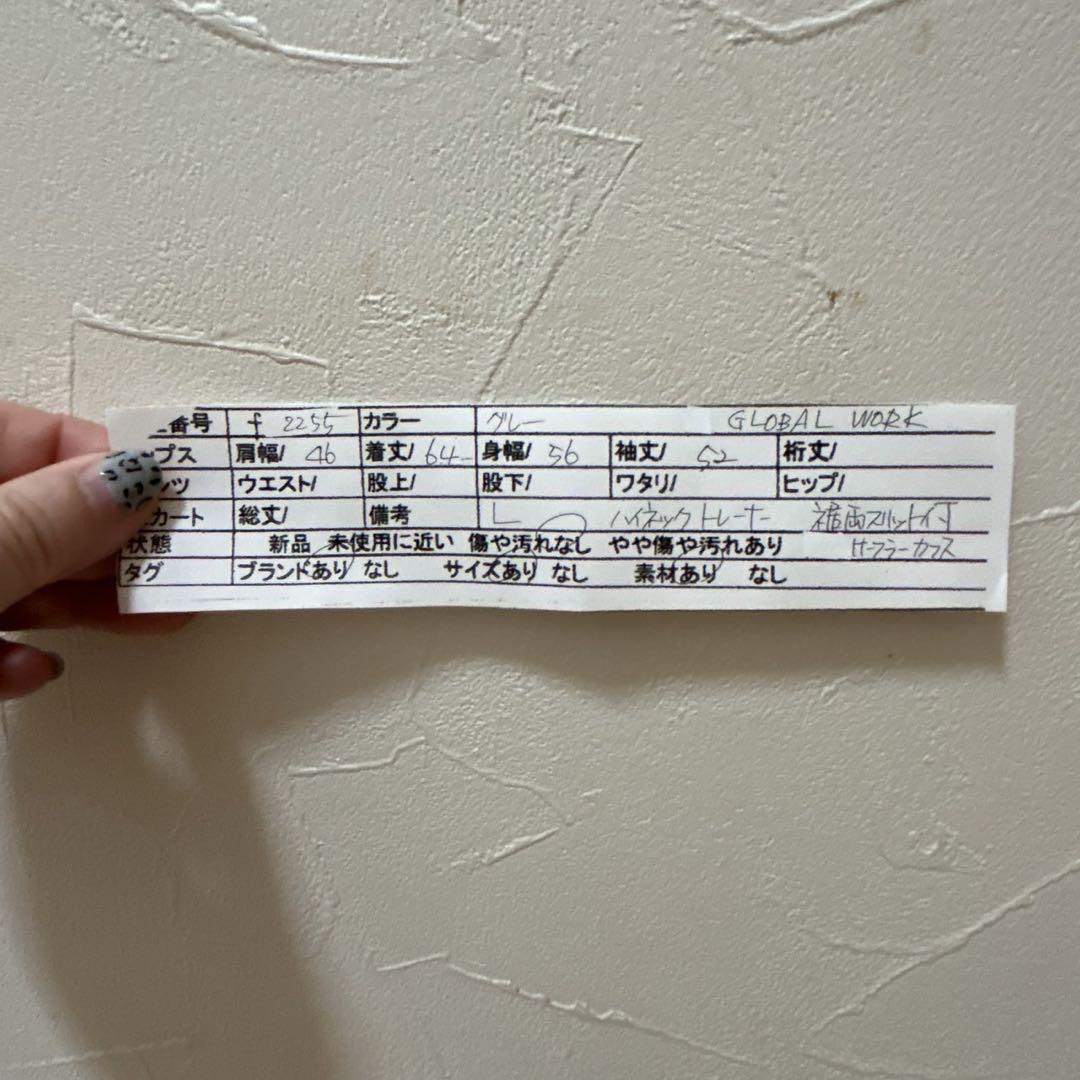 番号 f 2255 カラー グレー GLOBAL WORK
プス 肩幅/ 46 着丈/ 64 身幅/ 56 袖丈/ 52 裄丈/
ンツ ウエスト/ 股上/ 股下/ ワタリ/ ヒップ/
カート 総丈/ 備考 L ハイネックトレーナー 裾両スリット付
状態 新品 未使用に近い 傷や汚れなし やや傷や汚れあり
タグ ブランドあり なし サイズあり なし 素材あり なし